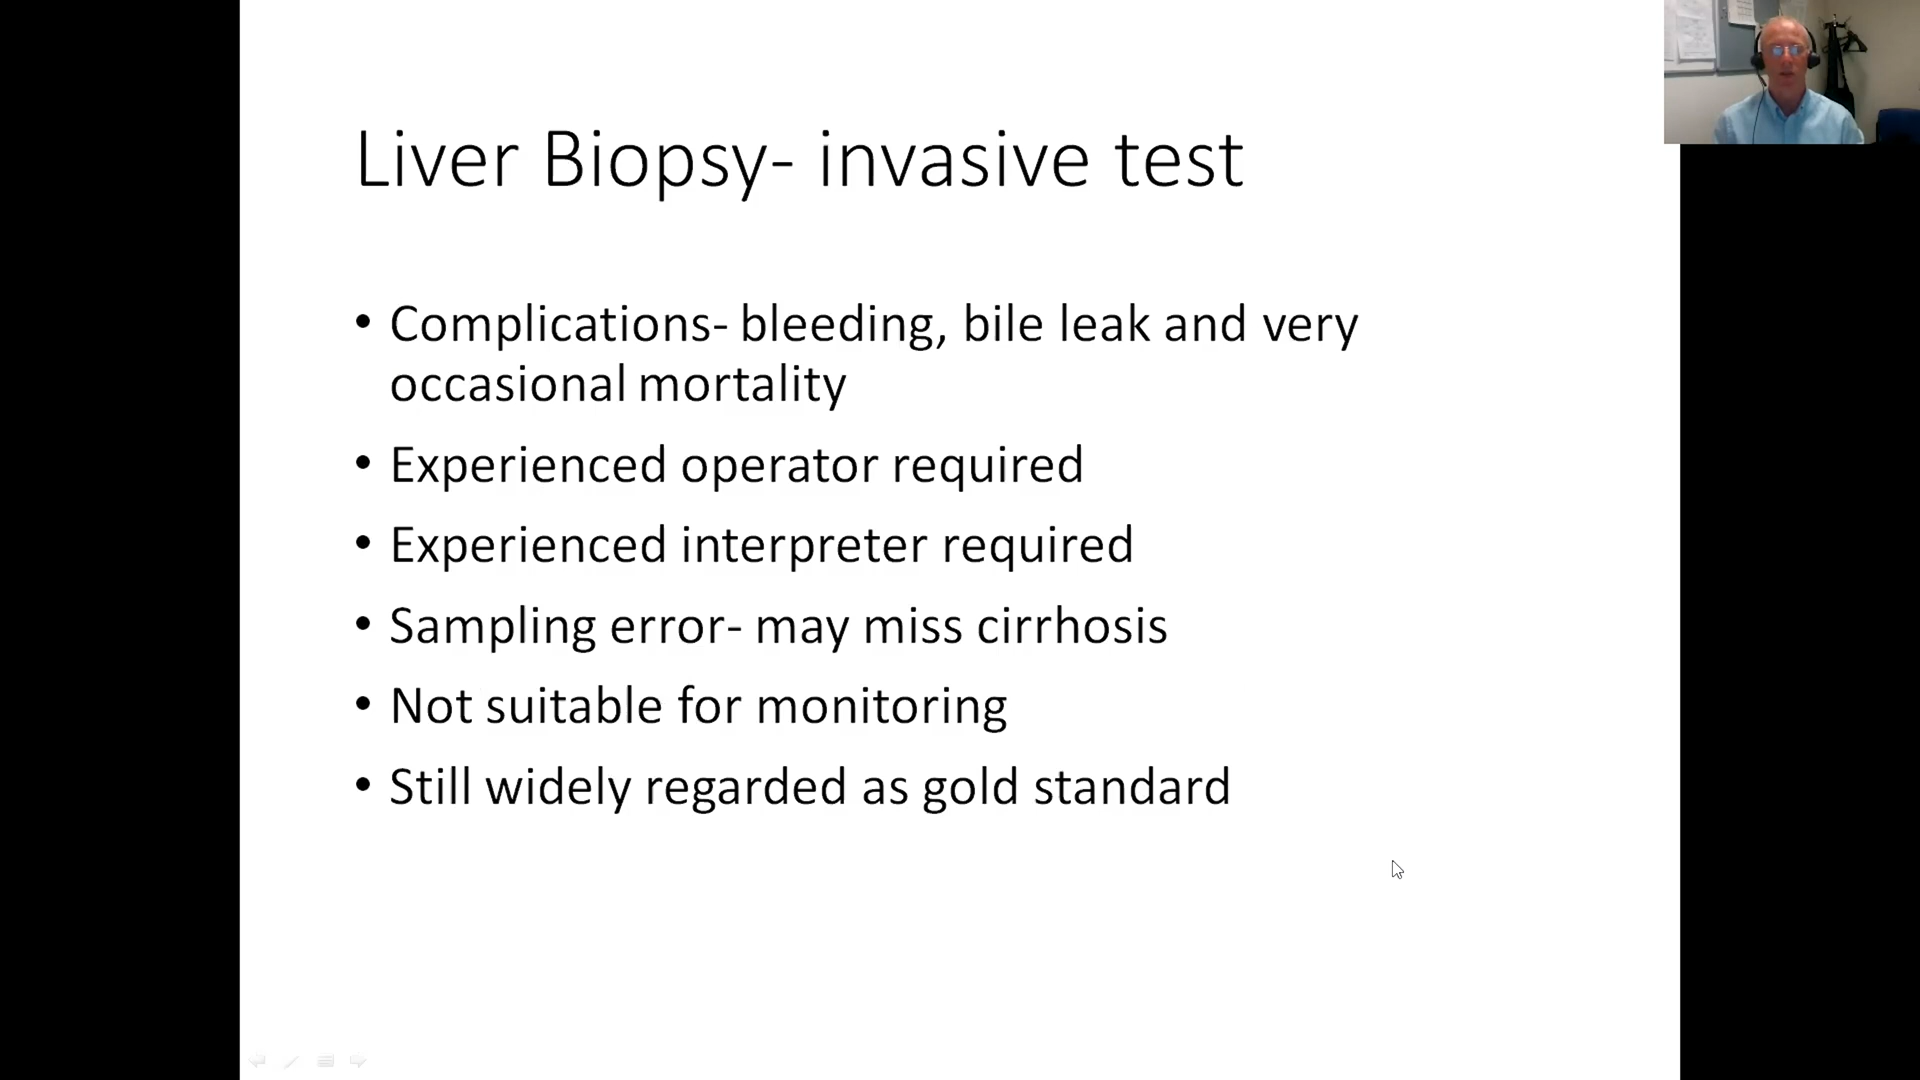 Liver Biopsy- invasive test
• Complications- bleeding, bile leak and very
occasional mortality
• Experienced operator required
• Experienced interpreter required
• Sampling error- may miss cirrhosis
• Not suitable for monitoring
• Still widely regarded as gold standard